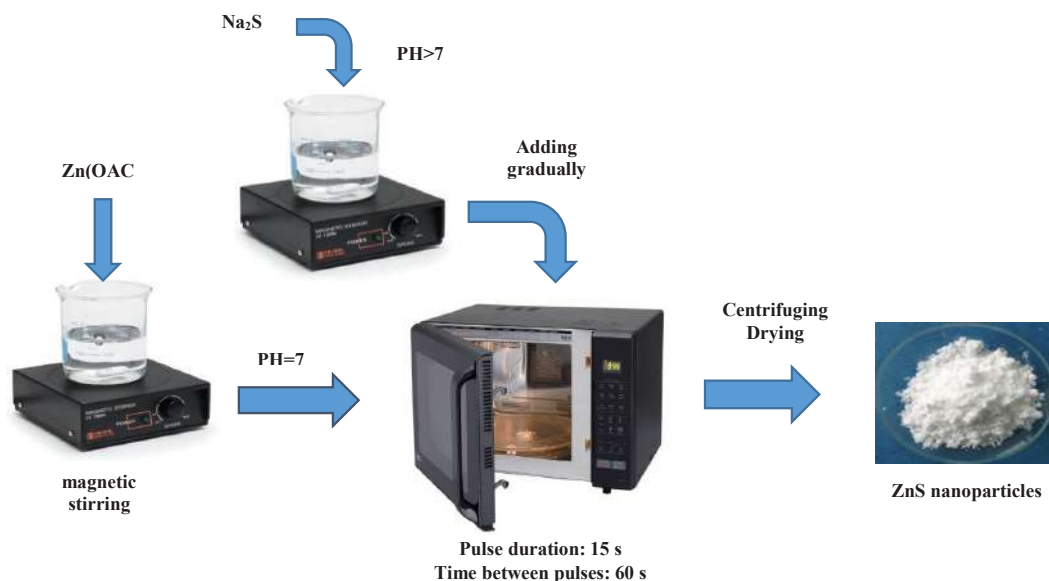 Na₂S
PH>7
Zn(OAC
Adding
gradually
PH=7
Centrifuging
Drying
magnetic
stirring
ZnS nanoparticles
Pulse duration: 15 s
Time between pulses: 60 s